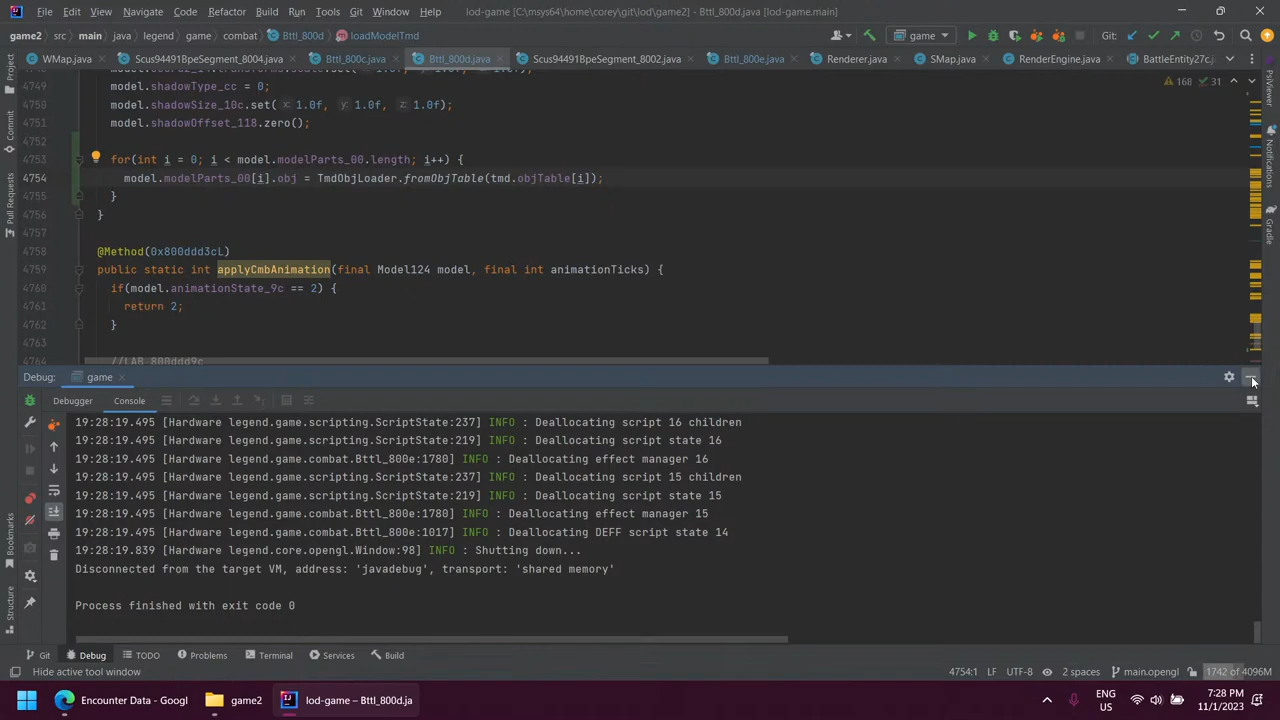 File Edit View Navigate Code Refactor Build Run Tools Git Window Help lod-game [C:\msys64\home\corey\git\lod\game2] - Bttl_800d.java [lod-game.main]
game2 src main java legend game combat Bttl_800d loadModelTmd game Git:
WMap.java Scus94491BpeSegment_8004.java Bttl_800c.java Bttl_800d.java Scus94491BpeSegment_8002.java Bttl_800e.java Renderer.java SMap.java RenderEngine.java BattleEntity27c.java
168 31
4749 model.shadowType_cc = 0;
4750 model.shadowSize_10c.set( x: 1.0f, y: 1.0f, z: 1.0f);
4751 model.shadowOffset_118.zero();
4752
4753 for(int i = 0; i < model.modelParts_00.length; i++) {
4754 model.modelParts_00[i].obj = TmdObjLoader.fromObjTable(tmd.objTable[i]);
4755 }
4756 }
4757
4758 @Method(0x800ddd3cL)
4759 public static int applyCmbAnimation(final Model124 model, final int animationTicks) {
4760 if(model.animationState_9c == 2) {
4761 return 2;
4762 }
4763
4764 //LAB_800ddd9c
Debug: game
Debugger Console
19:28:19.495 [Hardware legend.game.scripting.ScriptState:237] INFO : Deallocating script 16 children
19:28:19.495 [Hardware legend.game.scripting.ScriptState:219] INFO : Deallocating script state 16
19:28:19.495 [Hardware legend.game.combat.Bttl_800e:1780] INFO : Deallocating effect manager 16
19:28:19.495 [Hardware legend.game.scripting.ScriptState:237] INFO : Deallocating script 15 children
19:28:19.495 [Hardware legend.game.scripting.ScriptState:219] INFO : Deallocating script state 15
19:28:19.495 [Hardware legend.game.combat.Bttl_800e:1780] INFO : Deallocating effect manager 15
19:28:19.495 [Hardware legend.game.combat.Bttl_800e:1017] INFO : Deallocating DEFF script state 14
19:28:19.839 [Hardware legend.core.opengl.Window:98] INFO : Shutting down...
Disconnected from the target VM, address: 'javadebug', transport: 'shared memory'
Process finished with exit code 0
Project
Commit
Pull Requests
Bookmarks
Structure
PsiViewer
Notifications
Gradle
Git Debug TODO Problems Terminal Services Build
Hide active tool window 4754:1 LF UTF-8 2 spaces main.opengl 1742 of 4096M
Encounter Data - Googl game2 lod-game – Bttl_800d.ja
ENG
US
7:28 PM
11/1/2023